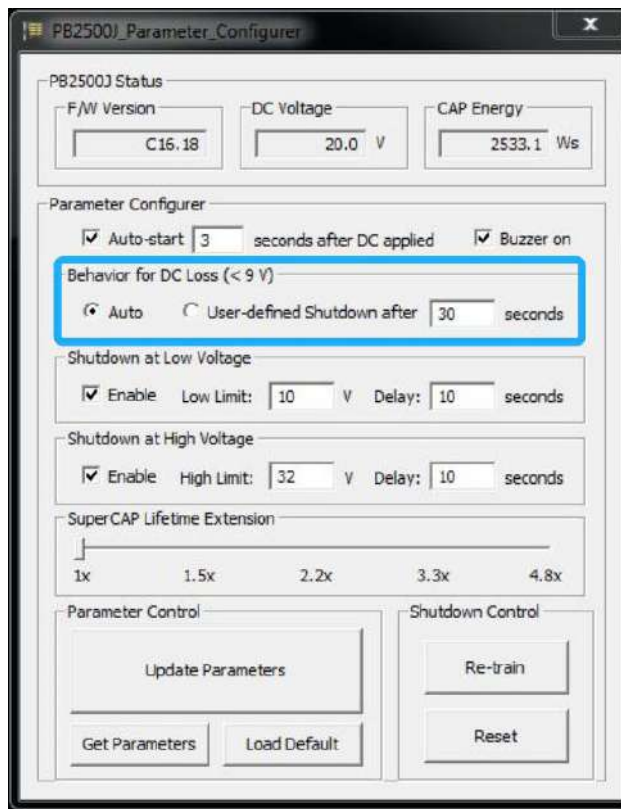 PB2500J_Parameter_Configurer
x
PB2500J Status
F/W Version
C16.18
DC Voltage
20.0 V
CAP Energy
2533.1 Ws
Parameter Configurer
Auto-start 3 seconds after DC applied Buzzer on
Behavior for DC Loss (< 9 V)
Auto User-defined Shutdown after 30 seconds
Shutdown at Low Voltage
Enable Low Limit: 10 V Delay: 10 seconds
Shutdown at High Voltage
Enable High Limit: 32 V Delay: 10 seconds
SuperCAP Lifetime Extension
1x 1.5x 2.2x 3.3x 4.8x
Parameter Control
Update Parameters
Get Parameters Load Default
Shutdown Control
Re-train
Reset